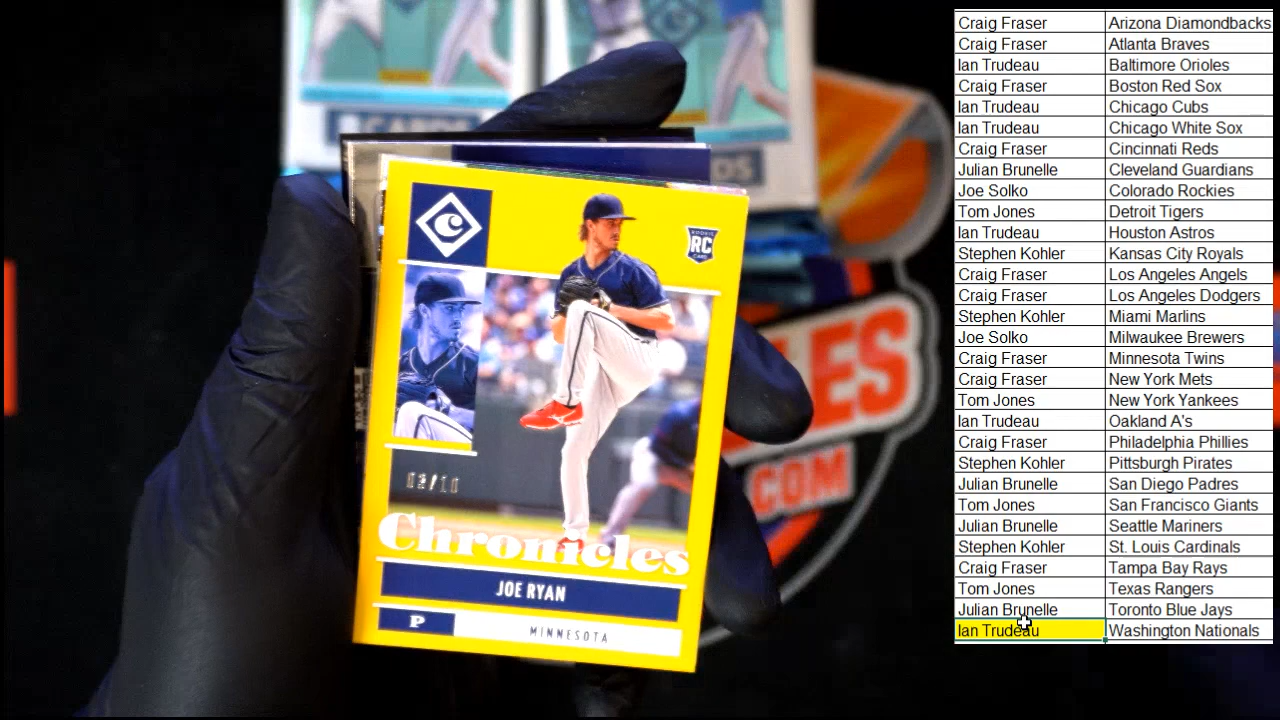 CARDS
DS
C
ROOKIE
RC
CARD
Chronicles
JOE RYAN
P
MINNESOTA
LES
COM
Craig Fraser Arizona Diamondbacks
Craig Fraser Atlanta Braves
Ian Trudeau Baltimore Orioles
Craig Fraser Boston Red Sox
Ian Trudeau Chicago Cubs
Ian Trudeau Chicago White Sox
Craig Fraser Cincinnati Reds
Julian Brunelle Cleveland Guardians
Joe Solko Colorado Rockies
Tom Jones Detroit Tigers
Ian Trudeau Houston Astros
Stephen Kohler Kansas City Royals
Craig Fraser Los Angeles Angels
Craig Fraser Los Angeles Dodgers
Stephen Kohler Miami Marlins
Joe Solko Milwaukee Brewers
Craig Fraser Minnesota Twins
Craig Fraser New York Mets
Tom Jones New York Yankees
Ian Trudeau Oakland A's
Craig Fraser Philadelphia Phillies
Stephen Kohler Pittsburgh Pirates
Julian Brunelle San Diego Padres
Tom Jones San Francisco Giants
Julian Brunelle Seattle Mariners
Stephen Kohler St. Louis Cardinals
Craig Fraser Tampa Bay Rays
Tom Jones Texas Rangers
Julian Brunelle Toronto Blue Jays
Ian Trudeau Washington Nationals